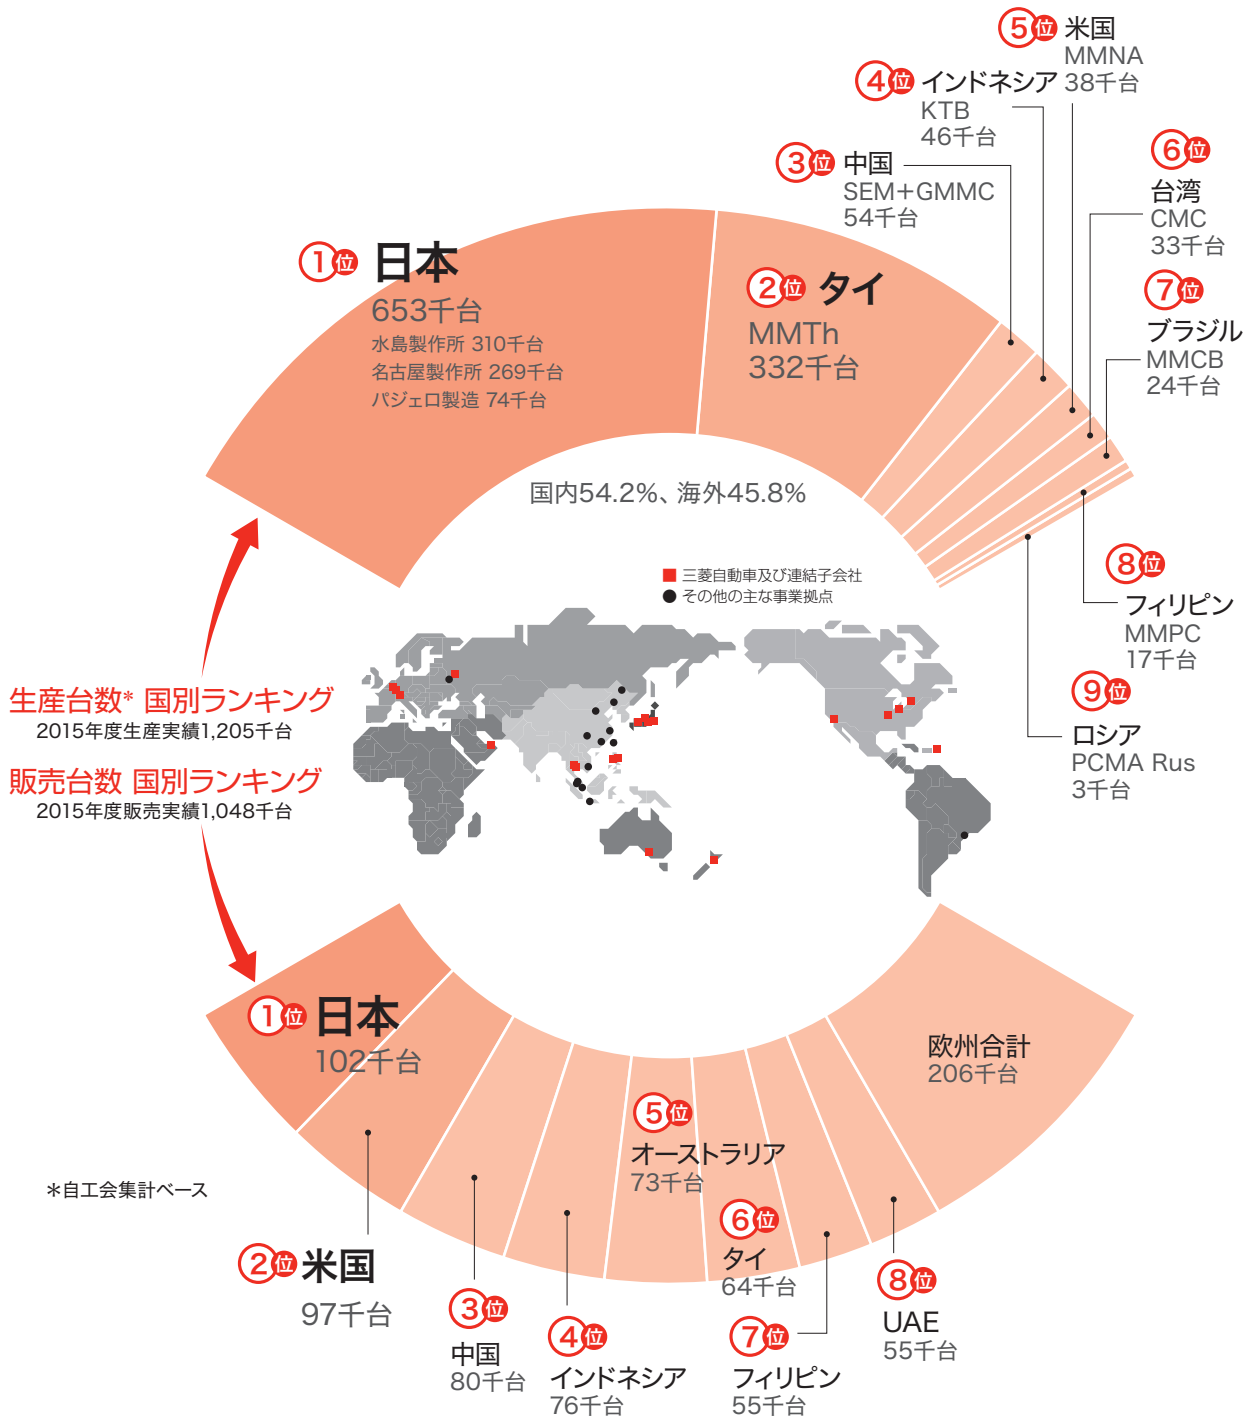 1位 日本
653千台
水島製作所 310千台
名古屋製作所 269千台
パジェロ製造 74千台
2位 タイ
MMTh
332千台
3位 中国
SEM+GMMC
54千台
4位 インドネシア
KTB
46千台
5位 米国
MMNA
38千台
6位
台湾
CMC
33千台
7位
ブラジル
MMCB
24千台
8位
フィリピン
MMPC
17千台
9位
ロシア
PCMA Rus
3千台
国内54.2%、海外45.8%
三菱自動車及び連結子会社
その他の主な事業拠点
生産台数* 国別ランキング
2015年度生産実績1,205千台
販売台数 国別ランキング
2015年度販売実績1,048千台
1位 日本
102千台
2位 米国
97千台
3位
中国
80千台
4位
インドネシア
76千台
5位
オーストラリア
73千台
6位
タイ
64千台
7位
フィリピン
55千台
8位
UAE
55千台
欧州合計
206千台
*自工会集計ベース